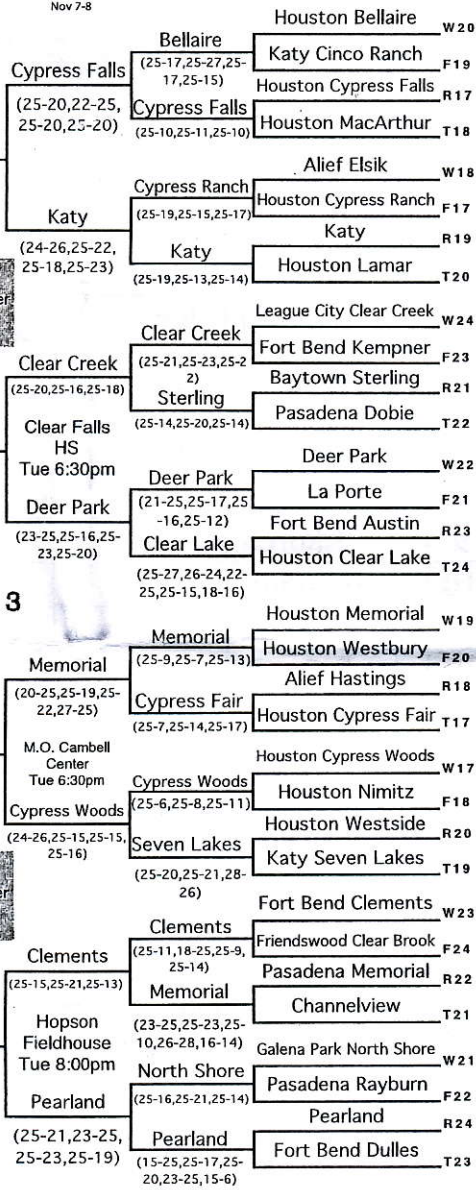 Nov 7-8
Houston Bellaire
W20
Bellaire
(25-17,25-27,25-
17,25-15)
Katy Cinco Ranch
F19
Cypress Falls
(25-20,22-25,
25-20,25-20)
Houston Cypress Falls
R17
Cypress Falls
(25-10,25-11,25-10)
Houston MacArthur
T18
Alief Elsik
W18
Cypress Ranch
(25-19,25-15,25-17)
Houston Cypress Ranch
F17
Katy
(24-26,25-22,
25-18,25-23)
Katy
R19
Katy
(25-19,25-13,25-14)
Houston Lamar
T20
League City Clear Creek
W24
Clear Creek
(25-21,25-23,25-2
2)
Fort Bend Kempner
F23
Clear Creek
(25-20,25-16,25-18)
Baytown Sterling
R21
Sterling
(25-14,25-20,25-14)
Pasadena Dobie
T22
Clear Falls
HS
Tue 6:30pm
Deer Park
W22
Deer Park
(21-25,25-17,25
-16,25-12)
La Porte
F21
Deer Park
(23-25,25-16,25-
23,25-20)
Fort Bend Austin
R23
Clear Lake
(25-27,26-24,22-
25,25-15,18-16)
Houston Clear Lake
T24
3
Houston Memorial
W19
Memorial
(25-9,25-7,25-13)
Houston Westbury
F20
Memorial
(20-25,25-19,25-
22,27-25)
Alief Hastings
R18
Cypress Fair
(25-7,25-14,25-17)
Houston Cypress Fair
T17
M.O. Cambell
Center
Tue 6:30pm
Houston Cypress Woods
W17
Cypress Woods
(25-6,25-8,25-11)
Houston Nimitz
F18
Cypress Woods
(24-26,25-15,25-15,
25-16)
Houston Westside
R20
Seven Lakes
(25-20,25-21,28-
26)
Katy Seven Lakes
T19
Fort Bend Clements
W23
Clements
(25-11,18-25,25-9,
25-14)
Friendswood Clear Brook
F24
Clements
(25-15,25-21,25-13)
Pasadena Memorial
R22
Memorial
(23-25,25-23,25-
10,26-28,16-14)
Channelview
T21
Hopson
Fieldhouse
Tue 8:00pm
Galena Park North Shore
W21
North Shore
(25-16,25-21,25-14)
Pasadena Rayburn
F22
Pearland
(25-21,23-25,
25-23,25-19)
Pearland
R24
Pearland
(15-25,25-17,25-
20,23-25,15-6)
Fort Bend Dulles
T23